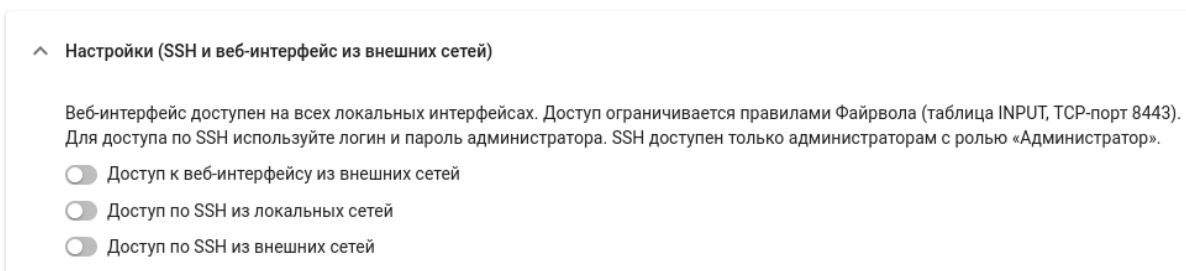 Настройки (SSH и веб-интерфейс из внешних сетей)
Веб-интерфейс доступен на всех локальных интерфейсах. Доступ ограничивается правилами Файрвола (таблица INPUT, TCP-порт 8443).
Для доступа по SSH используйте логин и пароль администратора. SSH доступен только администраторам с ролью «Администратор».
Доступ к веб-интерфейсу из внешних сетей
Доступ по SSH из локальных сетей
Доступ по SSH из внешних сетей